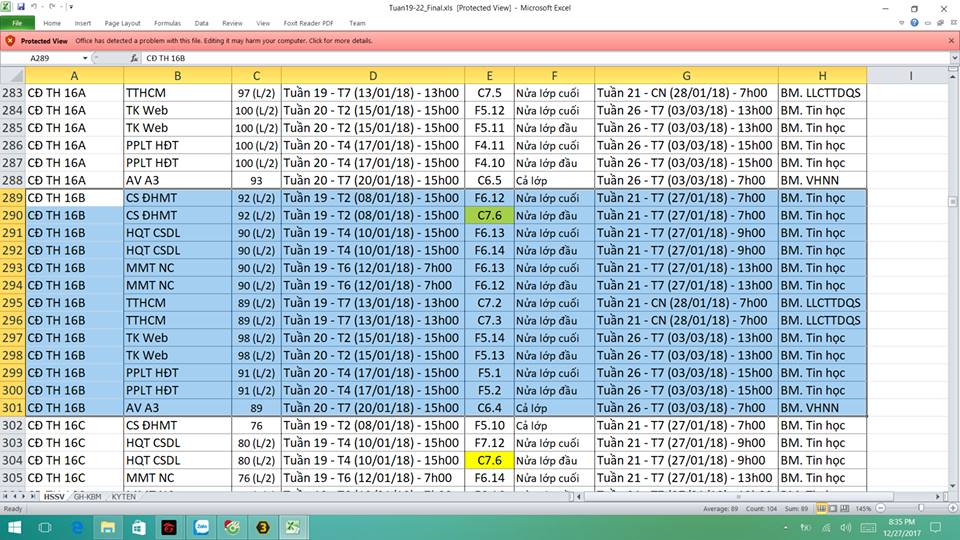 Tuan19-22_Final.xls [Protected View] - Microsoft Excel
File Home Insert Page Layout Formulas Data Review View Foxit Reader PDF Team
Protected View Office has detected a problem with this file. Editing it may harm your computer. Click for more details.
A289 fx CĐ TH 16B
A B C D E F G H I
283 CĐ TH 16A TTHCM 97 (L/2) Tuần 19 - T7 (13/01/18) - 13h00 C7.5 Nửa lớp cuối Tuần 21 - CN (28/01/18) - 7h00 BM. LLCTTDQS
284 CĐ TH 16A TK Web 100 (L/2) Tuần 20 - T2 (15/01/18) - 15h00 F5.12 Nửa lớp cuối Tuần 26 - T7 (03/03/18) - 13h00 BM. Tin học
285 CĐ TH 16A TK Web 100 (L/2) Tuần 20 - T2 (15/01/18) - 15h00 F5.11 Nửa lớp đầu Tuần 26 - T7 (03/03/18) - 13h00 BM. Tin học
286 CĐ TH 16A PPLT HĐT 100 (L/2) Tuần 20 - T4 (17/01/18) - 15h00 F4.11 Nửa lớp cuối Tuần 26 - T7 (03/03/18) - 15h00 BM. Tin học
287 CĐ TH 16A PPLT HĐT 100 (L/2) Tuần 20 - T4 (17/01/18) - 15h00 F4.10 Nửa lớp đầu Tuần 26 - T7 (03/03/18) - 15h00 BM. Tin học
288 CĐ TH 16A AV A3 93 Tuần 20 - T7 (20/01/18) - 15h00 C6.5 Cả lớp Tuần 26 - T7 (03/03/18) - 7h00 BM. VHNN
289 CĐ TH 16B CS ĐHMT 92 (L/2) Tuần 19 - T2 (08/01/18) - 15h00 F6.12 Nửa lớp cuối Tuần 21 - T7 (27/01/18) - 7h00 BM. Tin học
290 CĐ TH 16B CS ĐHMT 92 (L/2) Tuần 19 - T2 (08/01/18) - 15h00 C7.6 Nửa lớp đầu Tuần 21 - T7 (27/01/18) - 7h00 BM. Tin học
291 CĐ TH 16B HQT CSDL 90 (L/2) Tuần 19 - T4 (10/01/18) - 15h00 F6.13 Nửa lớp cuối Tuần 21 - T7 (27/01/18) - 9h00 BM. Tin học
292 CĐ TH 16B HQT CSDL 90 (L/2) Tuần 19 - T4 (10/01/18) - 15h00 F6.14 Nửa lớp đầu Tuần 21 - T7 (27/01/18) - 9h00 BM. Tin học
293 CĐ TH 16B MMT NC 90 (L/2) Tuần 19 - T6 (12/01/18) - 7h00 F6.13 Nửa lớp cuối Tuần 21 - T7 (27/01/18) - 13h00 BM. Tin học
294 CĐ TH 16B MMT NC 90 (L/2) Tuần 19 - T6 (12/01/18) - 7h00 F6.12 Nửa lớp đầu Tuần 21 - T7 (27/01/18) - 13h00 BM. Tin học
295 CĐ TH 16B TTHCM 89 (L/2) Tuần 19 - T7 (13/01/18) - 13h00 C7.2 Nửa lớp cuối Tuần 21 - CN (28/01/18) - 7h00 BM. LLCTTDQS
296 CĐ TH 16B TTHCM 89 (L/2) Tuần 19 - T7 (13/01/18) - 13h00 C7.3 Nửa lớp đầu Tuần 21 - CN (28/01/18) - 7h00 BM. LLCTTDQS
297 CĐ TH 16B TK Web 98 (L/2) Tuần 20 - T2 (15/01/18) - 15h00 F5.14 Nửa lớp cuối Tuần 26 - T7 (03/03/18) - 13h00 BM. Tin học
298 CĐ TH 16B TK Web 98 (L/2) Tuần 20 - T2 (15/01/18) - 15h00 F5.13 Nửa lớp đầu Tuần 26 - T7 (03/03/18) - 13h00 BM. Tin học
299 CĐ TH 16B PPLT HĐT 91 (L/2) Tuần 20 - T4 (17/01/18) - 15h00 F5.1 Nửa lớp cuối Tuần 26 - T7 (03/03/18) - 15h00 BM. Tin học
300 CĐ TH 16B PPLT HĐT 91 (L/2) Tuần 20 - T4 (17/01/18) - 15h00 F5.2 Nửa lớp đầu Tuần 26 - T7 (03/03/18) - 15h00 BM. Tin học
301 CĐ TH 16B AV A3 89 Tuần 20 - T7 (20/01/18) - 15h00 C6.4 Cả lớp Tuần 26 - T7 (03/03/18) - 7h00 BM. VHNN
302 CĐ TH 16C CS ĐHMT 76 Tuần 19 - T2 (08/01/18) - 15h00 F5.10 Cả lớp Tuần 21 - T7 (27/01/18) - 7h00 BM. Tin học
303 CĐ TH 16C HQT CSDL 80 (L/2) Tuần 19 - T4 (10/01/18) - 15h00 F7.12 Nửa lớp cuối Tuần 21 - T7 (27/01/18) - 9h00 BM. Tin học
304 CĐ TH 16C HQT CSDL 80 (L/2) Tuần 19 - T4 (10/01/18) - 15h00 C7.6 Nửa lớp đầu Tuần 21 - T7 (27/01/18) - 9h00 BM. Tin học
305 CĐ TH 16C MMT NC 76 (L/2) Tuần 19 - T6 (12/01/18) - 7h00 F6.14 Nửa lớp cuối Tuần 21 - T7 (27/01/18) - 13h00 BM. Tin học
HSSV GH-KBM KYTEN
Ready Average: 89 Count: 104 Sum: 89 145%
Zalo
8:35 PM
12/27/2017